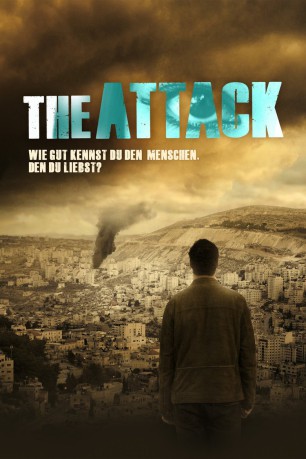 THE ATTACK
WIE GUT KENNST DU DEN MENSCHEN.
DEN DU LIEBST?